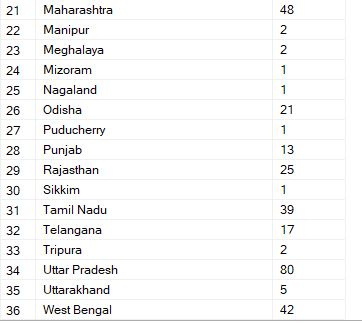 21 Maharashtra 48
22 Manipur 2
23 Meghalaya 2
24 Mizoram 1
25 Nagaland 1
26 Odisha 21
27 Puducherry 1
28 Punjab 13
29 Rajasthan 25
30 Sikkim 1
31 Tamil Nadu 39
32 Telangana 17
33 Tripura 2
34 Uttar Pradesh 80
35 Uttarakhand 5
36 West Bengal 42